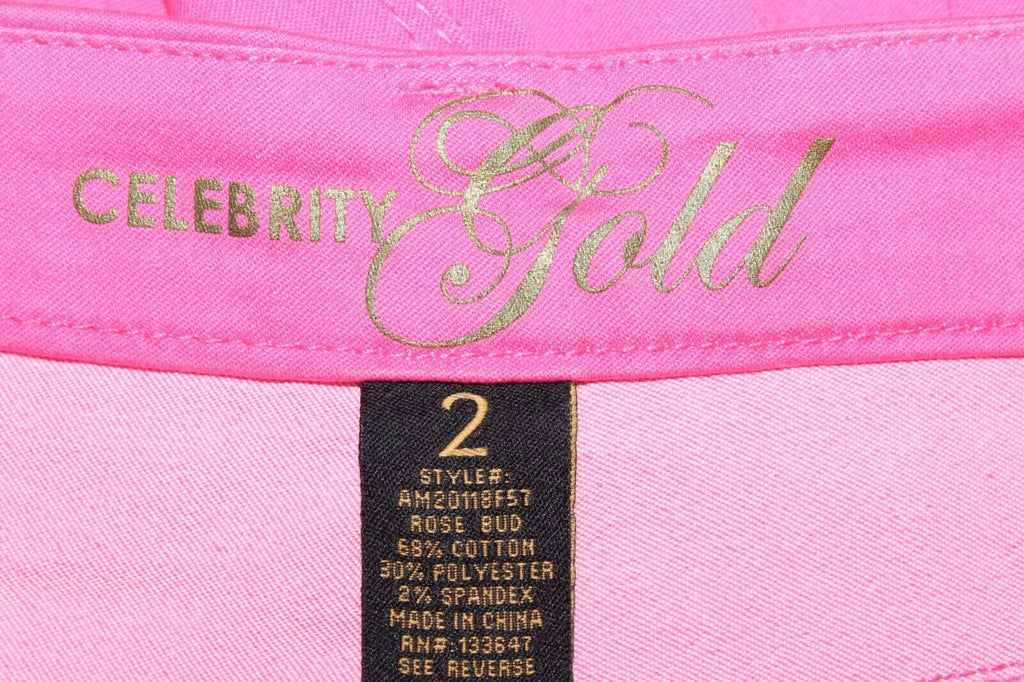 CELEBRITY Gold
2
STYLE#:
AM20118F57
ROSE BUD
68% COTTON
30% POLYESTER
2% SPANDEX
MADE IN CHINA
RN#:133647
SEE REVERSE